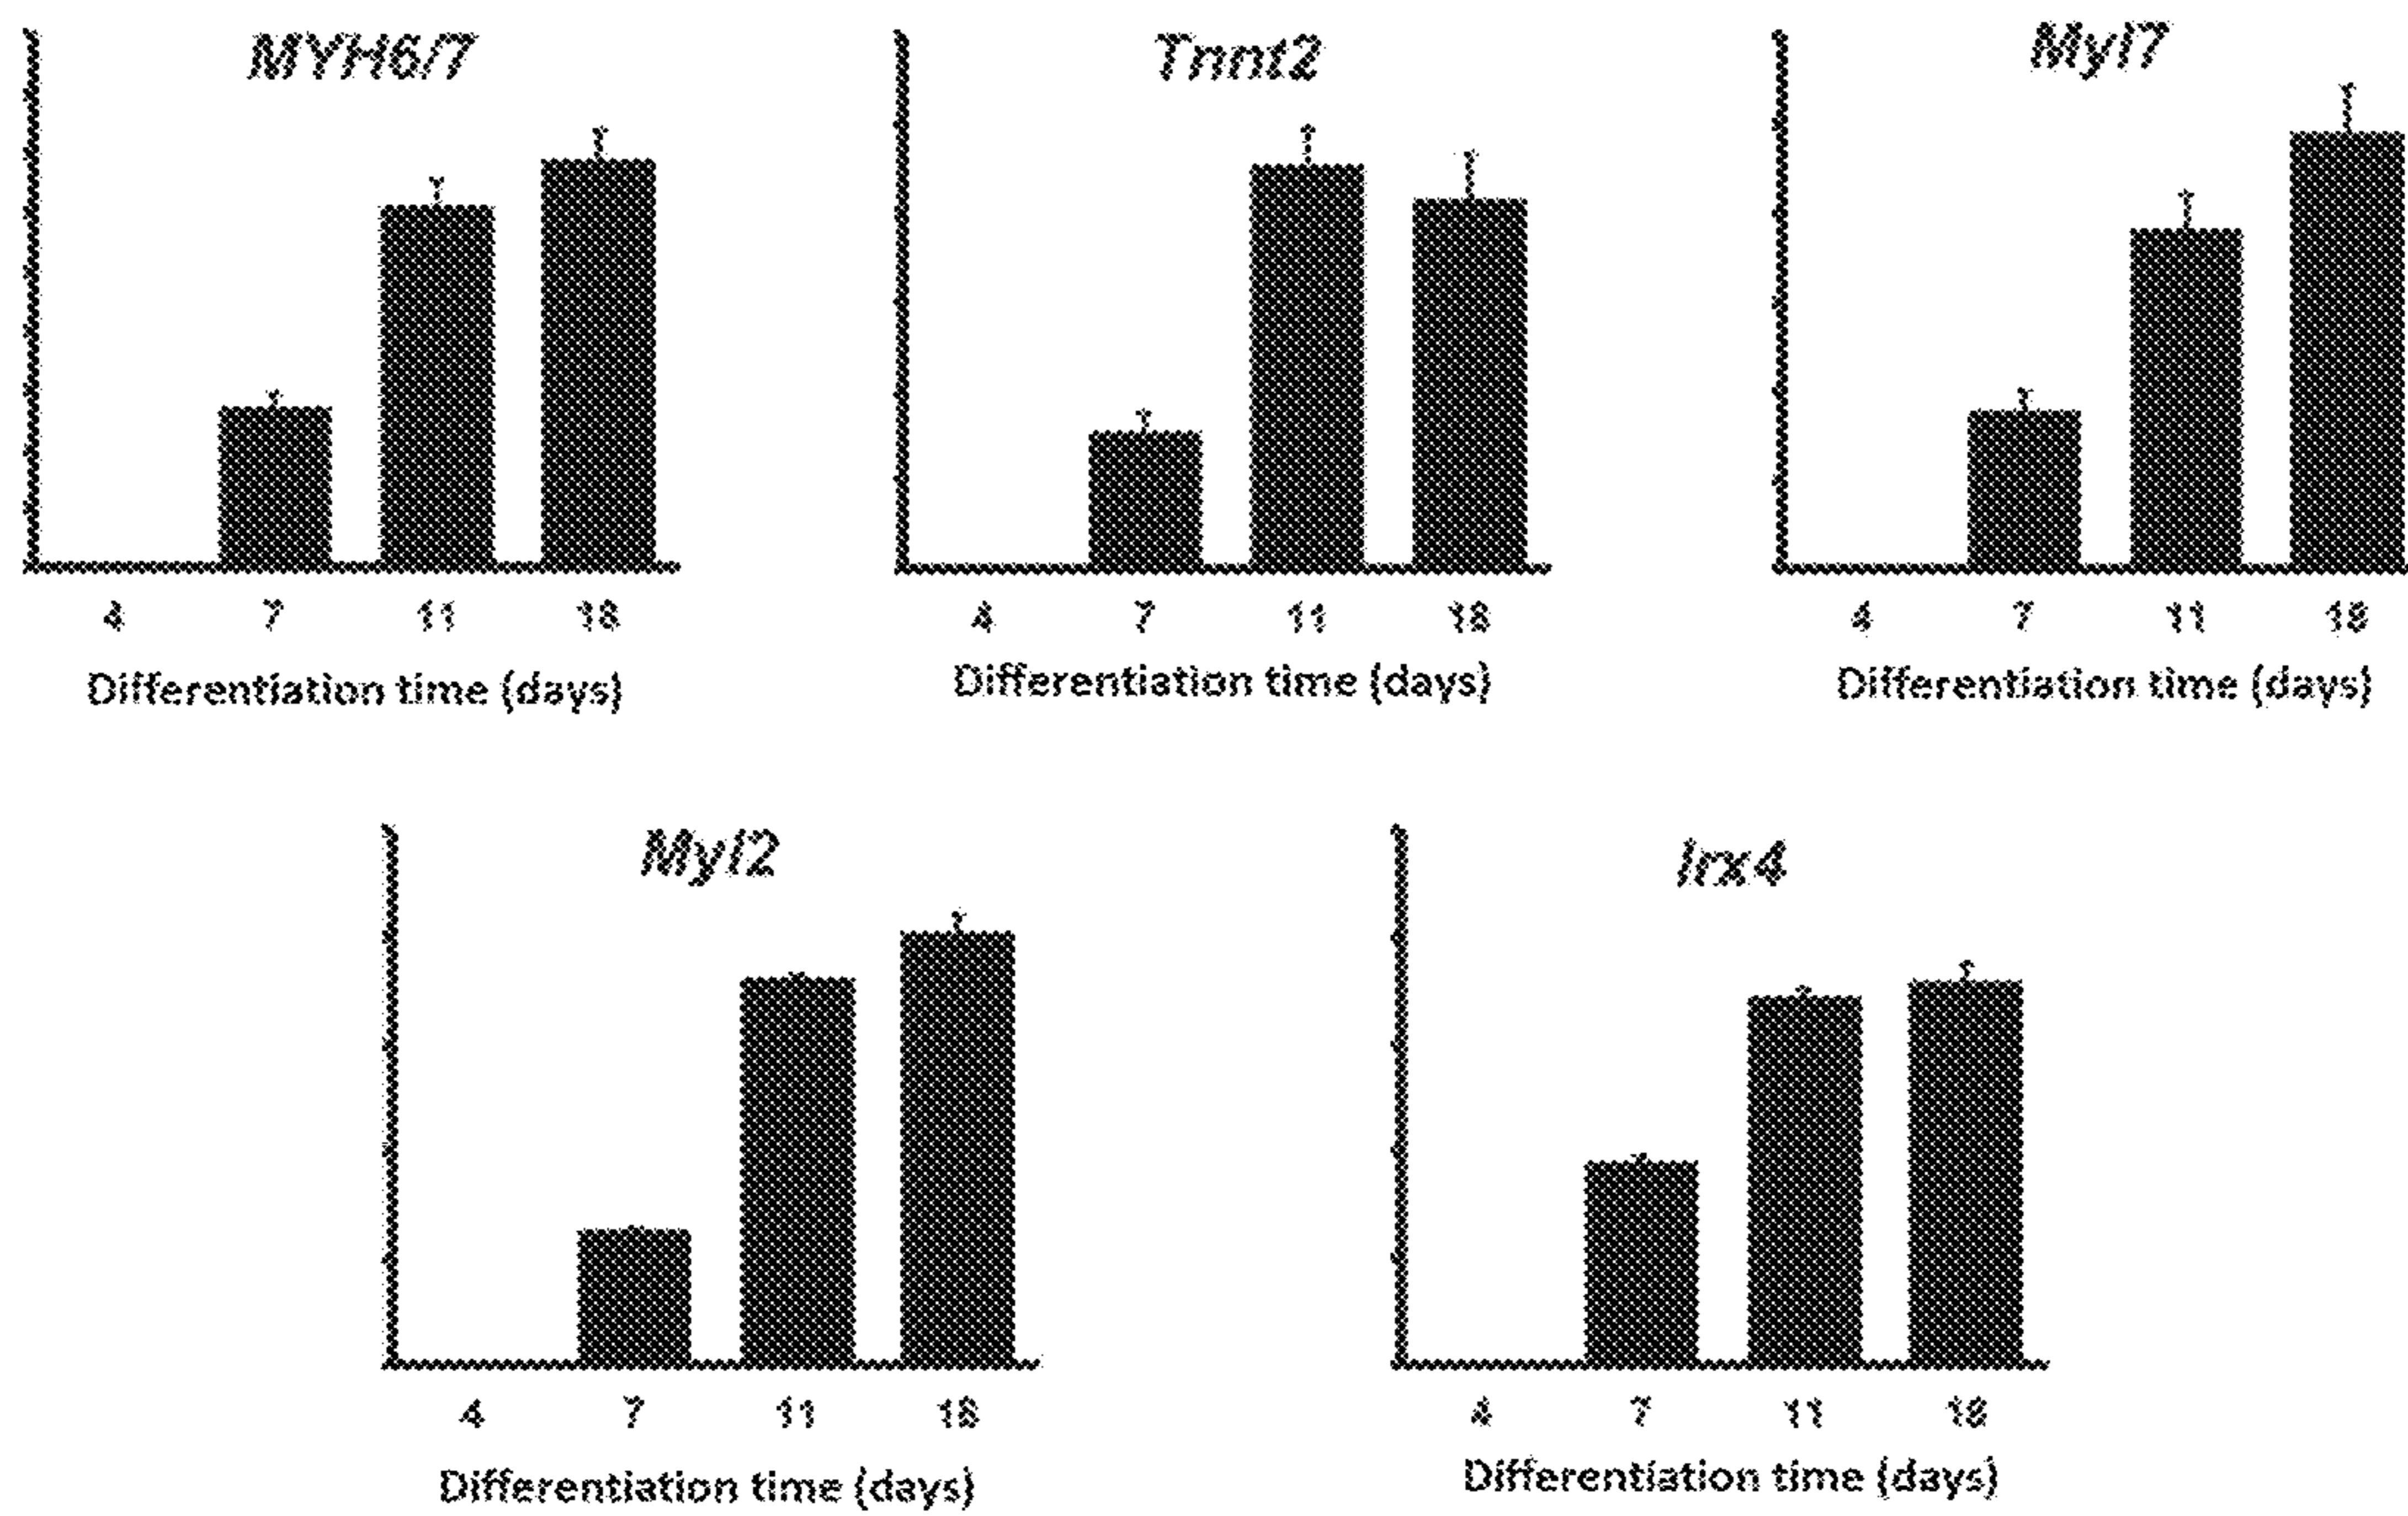 MYH6/7
Tnnt2
Myl7
4 7 11 18
4 7 11 18
4 7 11 18
Differentiation time (days)
Differentiation time (days)
Differentiation time (days)
Myl2
Irx4
4 7 11 18
4 7 11 18
Differentiation time (days)
Differentiation time (days)